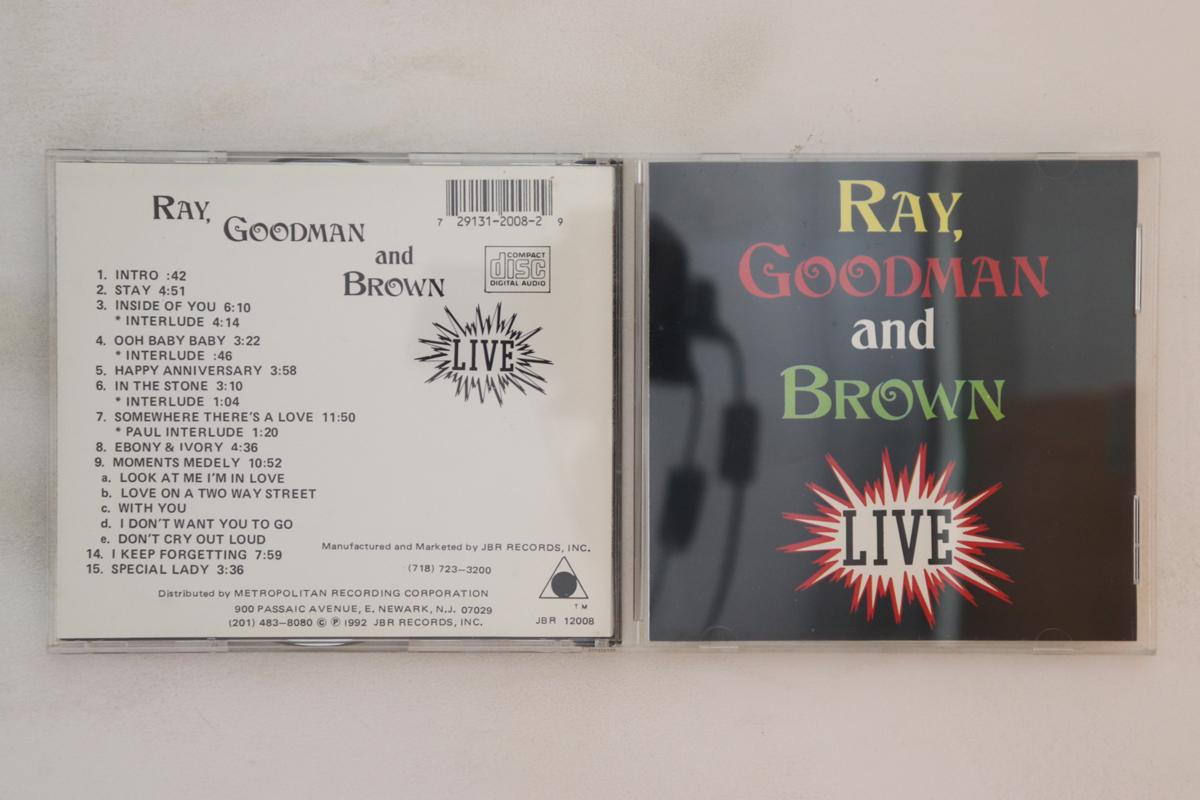 RAY,
GOODMAN
and
BROWN
7 29131-2008-2 9
COMPACT
disc
DIGITAL AUDIO
LIVE
1. INTRO :42
2. STAY 4:51
3. INSIDE OF YOU 6:10
* INTERLUDE 4:14
4. OOH BABY BABY 3:22
* INTERLUDE :46
5. HAPPY ANNIVERSARY 3:58
6. IN THE STONE 3:10
* INTERLUDE 1:04
7. SOMEWHERE THERE'S A LOVE 11:50
* PAUL INTERLUDE 1:20
8. EBONY & IVORY 4:36
9. MOMENTS MEDELY 10:52
a. LOOK AT ME I'M IN LOVE
b. LOVE ON A TWO WAY STREET
c. WITH YOU
d. I DON'T WANT YOU TO GO
e. DON'T CRY OUT LOUD
14. I KEEP FORGETTING 7:59
15. SPECIAL LADY 3:36
Manufactured and Marketed by JBR RECORDS, INC.
(718) 723-3200
TM
Distributed by METROPOLITAN RECORDING CORPORATION
900 PASSAIC AVENUE, E. NEWARK, N.J. 07029
(201) 483-8080 © ℗ 1992 JBR RECORDS, INC.
JBR 12008
RAY,
GOODMAN
and
BROWN
LIVE